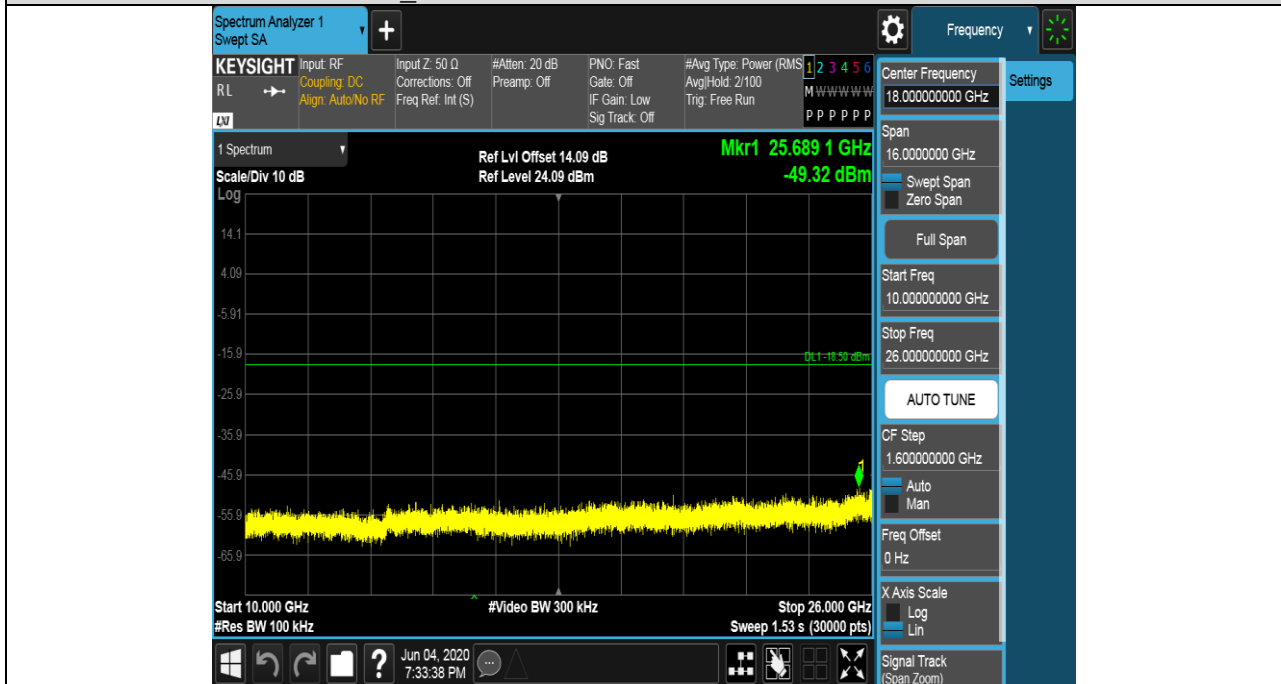 Spectrum Analyzer 1
Swept SA
Frequency
KEYSIGHT
RL
LXI
Input: RF
Coupling: DC
Align: Auto/No RF
Input Z: 50 Ω
Corrections: Off
Freq Ref: Int (S)
#Atten: 20 dB
Preamp: Off
PNO: Fast
Gate: Off
IF Gain: Low
Sig Track: Off
#Avg Type: Power (RMS
Avg|Hold: 2/100
Trig: Free Run
1 2 3 4 5 6
M W W W W W
P P P P P P
1 Spectrum
Scale/Div 10 dB
Log
Ref Lvl Offset 14.09 dB
Ref Level 24.09 dBm
Mkr1 25.689 1 GHz
-49.32 dBm
14.1
4.09
-5.91
-15.9
DL1 -18.50 dBm
-25.9
-35.9
-45.9
1
-55.9
-65.9
Start 10.000 GHz
#Res BW 100 kHz
#Video BW 300 kHz
Stop 26.000 GHz
Sweep 1.53 s (30000 pts)
Jun 04, 2020
7:33:38 PM
Center Frequency
18.000000000 GHz
Settings
Span
16.0000000 GHz
Swept Span
Zero Span
Full Span
Start Freq
10.000000000 GHz
Stop Freq
26.000000000 GHz
AUTO TUNE
CF Step
1.600000000 GHz
Auto
Man
Freq Offset
0 Hz
X Axis Scale
Log
Lin
Signal Track
(Span Zoom)